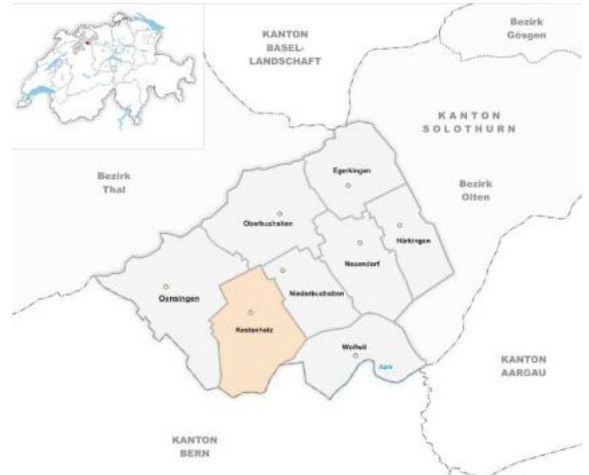 KANTON
BASEL-
LANDSCHAFT
Bezirk
Gösgen
KANTON
SOLOTHURN
Bezirk
Thal
Egerkingen
Bezirk
Olten
Oberbuchsiten
Härkingen
Neuendorf
Oensingen
Niederbuchsiten
Kestenholz
Wolfwil
Aare
KANTON
AARGAU
KANTON
BERN